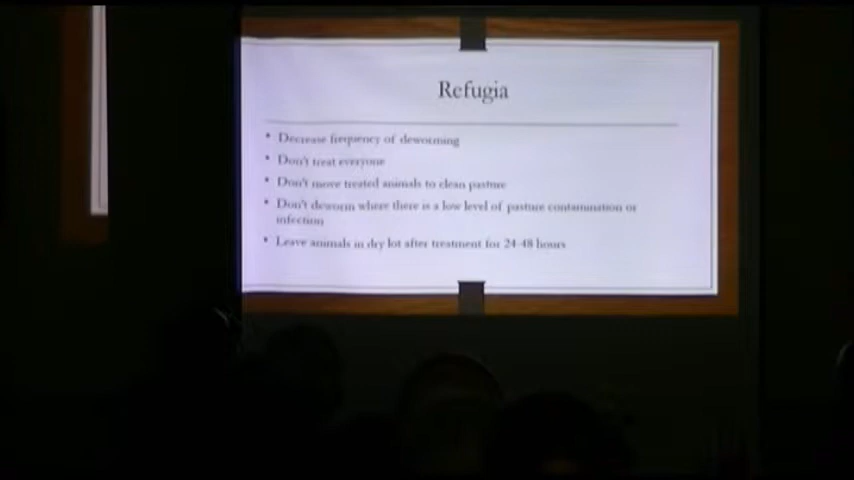 Refugia
• Decrease frequency of deworming
• Don't treat everyone
• Don't move treated animals to clean pasture
• Don't deworm where there is a low level of pasture contamination or
infection
• Leave animals in dry lot after treatment for 24-48 hours